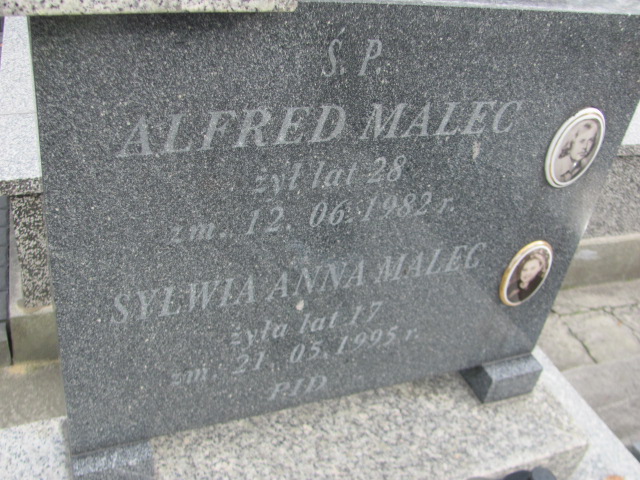 Ś. P.
ALFRED MALEC
żył lat 28
zm. 12. 06. 1982 r.
SYLWIA ANNA MALEC
żyła lat 17
zm. 21. 05. 1995 r.
PJD